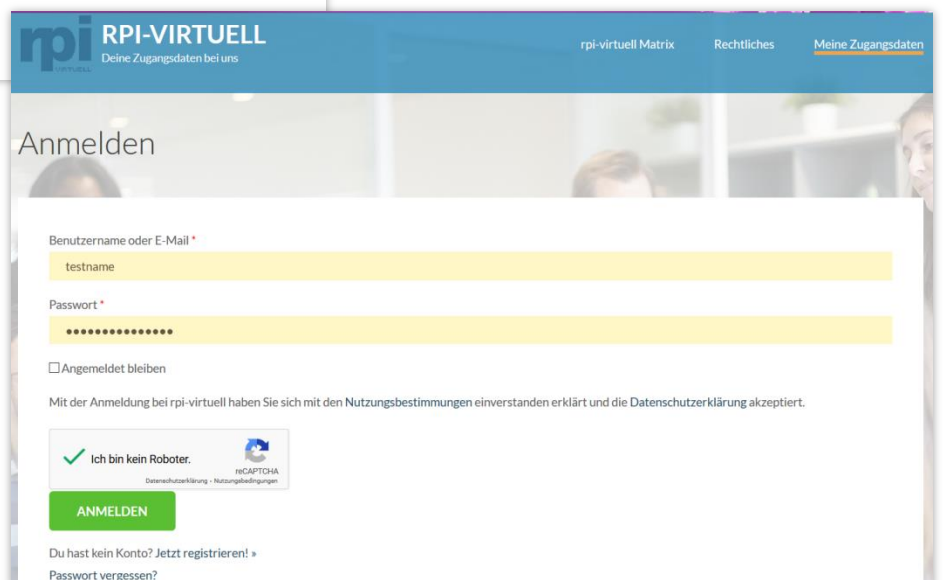 rpi
VIRTUELL
RPI-VIRTUELL
Deine Zugangsdaten bei uns
rpi-virtuell Matrix
Rechtliches
Meine Zugangsdaten
Anmelden
Benutzername oder E-Mail *
testname
Passwort *
●●●●●●●●●●●●●●●
Angemeldet bleiben
Mit der Anmeldung bei rpi-virtuell haben Sie sich mit den Nutzungsbestimmungen einverstanden erklärt und die Datenschutzerklärung akzeptiert.
Ich bin kein Roboter.
reCAPTCHA
Datenschutzerklärung - Nutzungsbedingungen
ANMELDEN
Du hast kein Konto? Jetzt registrieren! »
Passwort vergessen?